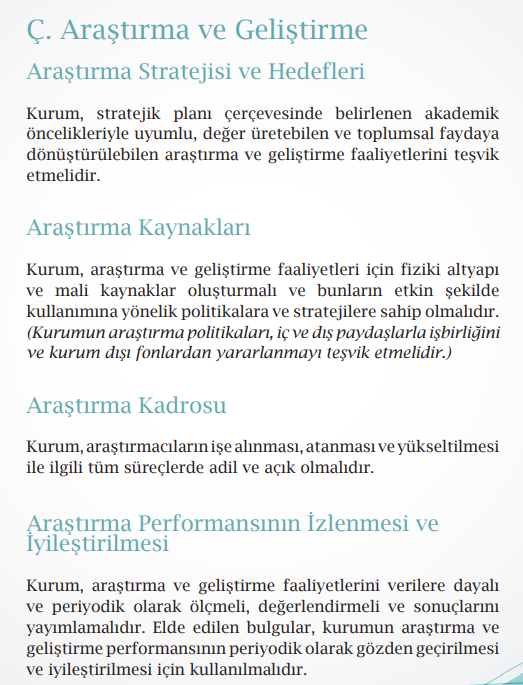 Ç. Araştırma ve Geliştirme
Araştırma Stratejisi ve Hedefleri
Kurum, stratejik planı çerçevesinde belirlenen akademik
öncelikleriyle uyumlu, değer üretebilen ve toplumsal faydaya
dönüştürülebilen araştırma ve geliştirme faaliyetlerini teşvik
etmelidir.
Araştırma Kaynakları
Kurum, araştırma ve geliştirme faaliyetleri için fiziki altyapı
ve mali kaynaklar oluşturmalı ve bunların etkin şekilde
kullanımına yönelik politikalara ve stratejilere sahip olmalıdır.
(Kurumun araştırma politikaları, iç ve dış paydaşlarla işbirliğini
ve kurum dışı fonlardan yararlanmayı teşvik etmelidir.)
Araştırma Kadrosu
Kurum, araştırmacıların işe alınması, atanması ve yükseltilmesi
ile ilgili tüm süreçlerde adil ve açık olmalıdır.
Araştırma Performansının İzlenmesi ve
İyileştirilmesi
Kurum, araştırma ve geliştirme faaliyetlerini verilere dayalı
ve periyodik olarak ölçmeli, değerlendirmeli ve sonuçlarını
yayımlamalıdır. Elde edilen bulgular, kurumun araştırma ve
geliştirme performansının periyodik olarak gözden geçirilmesi
ve iyileştirilmesi için kullanılmalıdır.